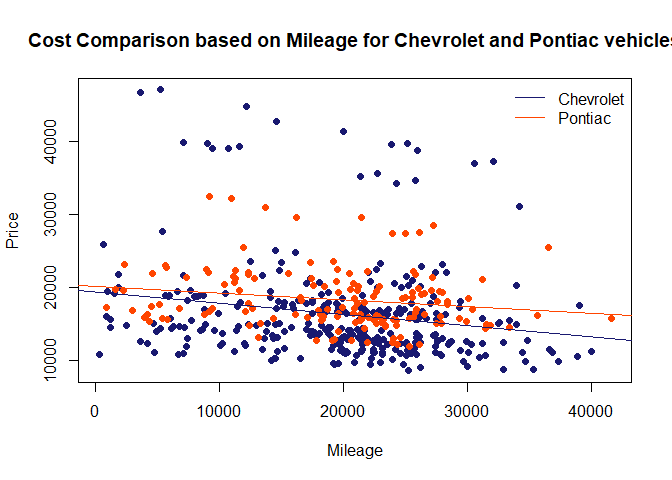 Cost Comparison based on Mileage for Chevrolet and Pontiac vehicles
Chevrolet
Pontiac
Price
40000
30000
20000
10000
0 10000 20000 30000 40000
Mileage